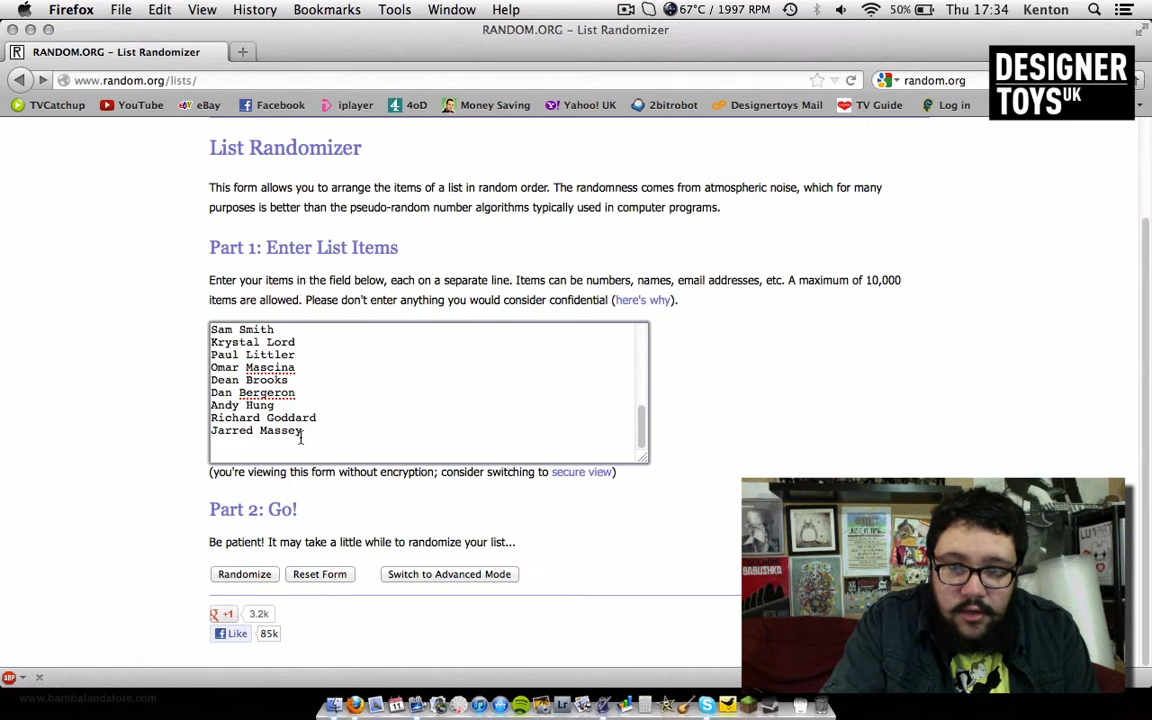 Firefox File Edit View History Bookmarks Tools Window Help 67°C / 1997 RPM 50% Thu 17:34 Kenton
RANDOM.ORG - List Randomizer
RANDOM.ORG - List Randomizer
www.random.org/lists/ random.org
TVCatchup YouTube eBay Facebook iplayer 4oD Money Saving Yahoo! UK 2bitrobot Designertoys Mail TV Guide Log in
DESIGNER
TOYS UK
List Randomizer
This form allows you to arrange the items of a list in random order. The randomness comes from atmospheric noise, which for many
purposes is better than the pseudo-random number algorithms typically used in computer programs.
Part 1: Enter List Items
Enter your items in the field below, each on a separate line. Items can be numbers, names, email addresses, etc. A maximum of 10,000
items are allowed. Please don't enter anything you would consider confidential (here's why).
Sam Smith
Krystal Lord
Paul Littler
Omar Mascina
Dean Brooks
Dan Bergeron
Andy Hung
Richard Goddard
Jarred Massey
(you're viewing this form without encryption; consider switching to secure view)
Part 2: Go!
Be patient! It may take a little while to randomize your list...
Randomize Reset Form Switch to Advanced Mode
+1 3.2k
Like 85k
ABP
www.bambalandstore.com
BABUSHKA